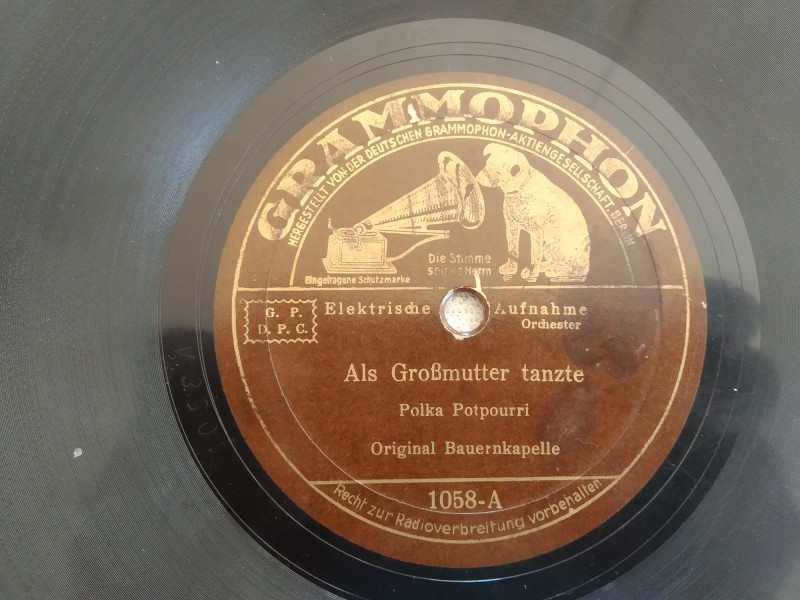 GRAMMOPHON
HERGESTELLT VON DER DEUTSCHEN GRAMMOPHON-AKTIENGESELLSCHAFT, BERLIN
Die Stimme
seines Herrn
Eingetragene Schutzmarke
G. P.
D. P. C.
Elektrische Aufnahme
Orchester
Als Großmutter tanzte
Polka Potpourri
Original Bauernkapelle
1058-A
Recht zur Radioverbreitung vorbehalten